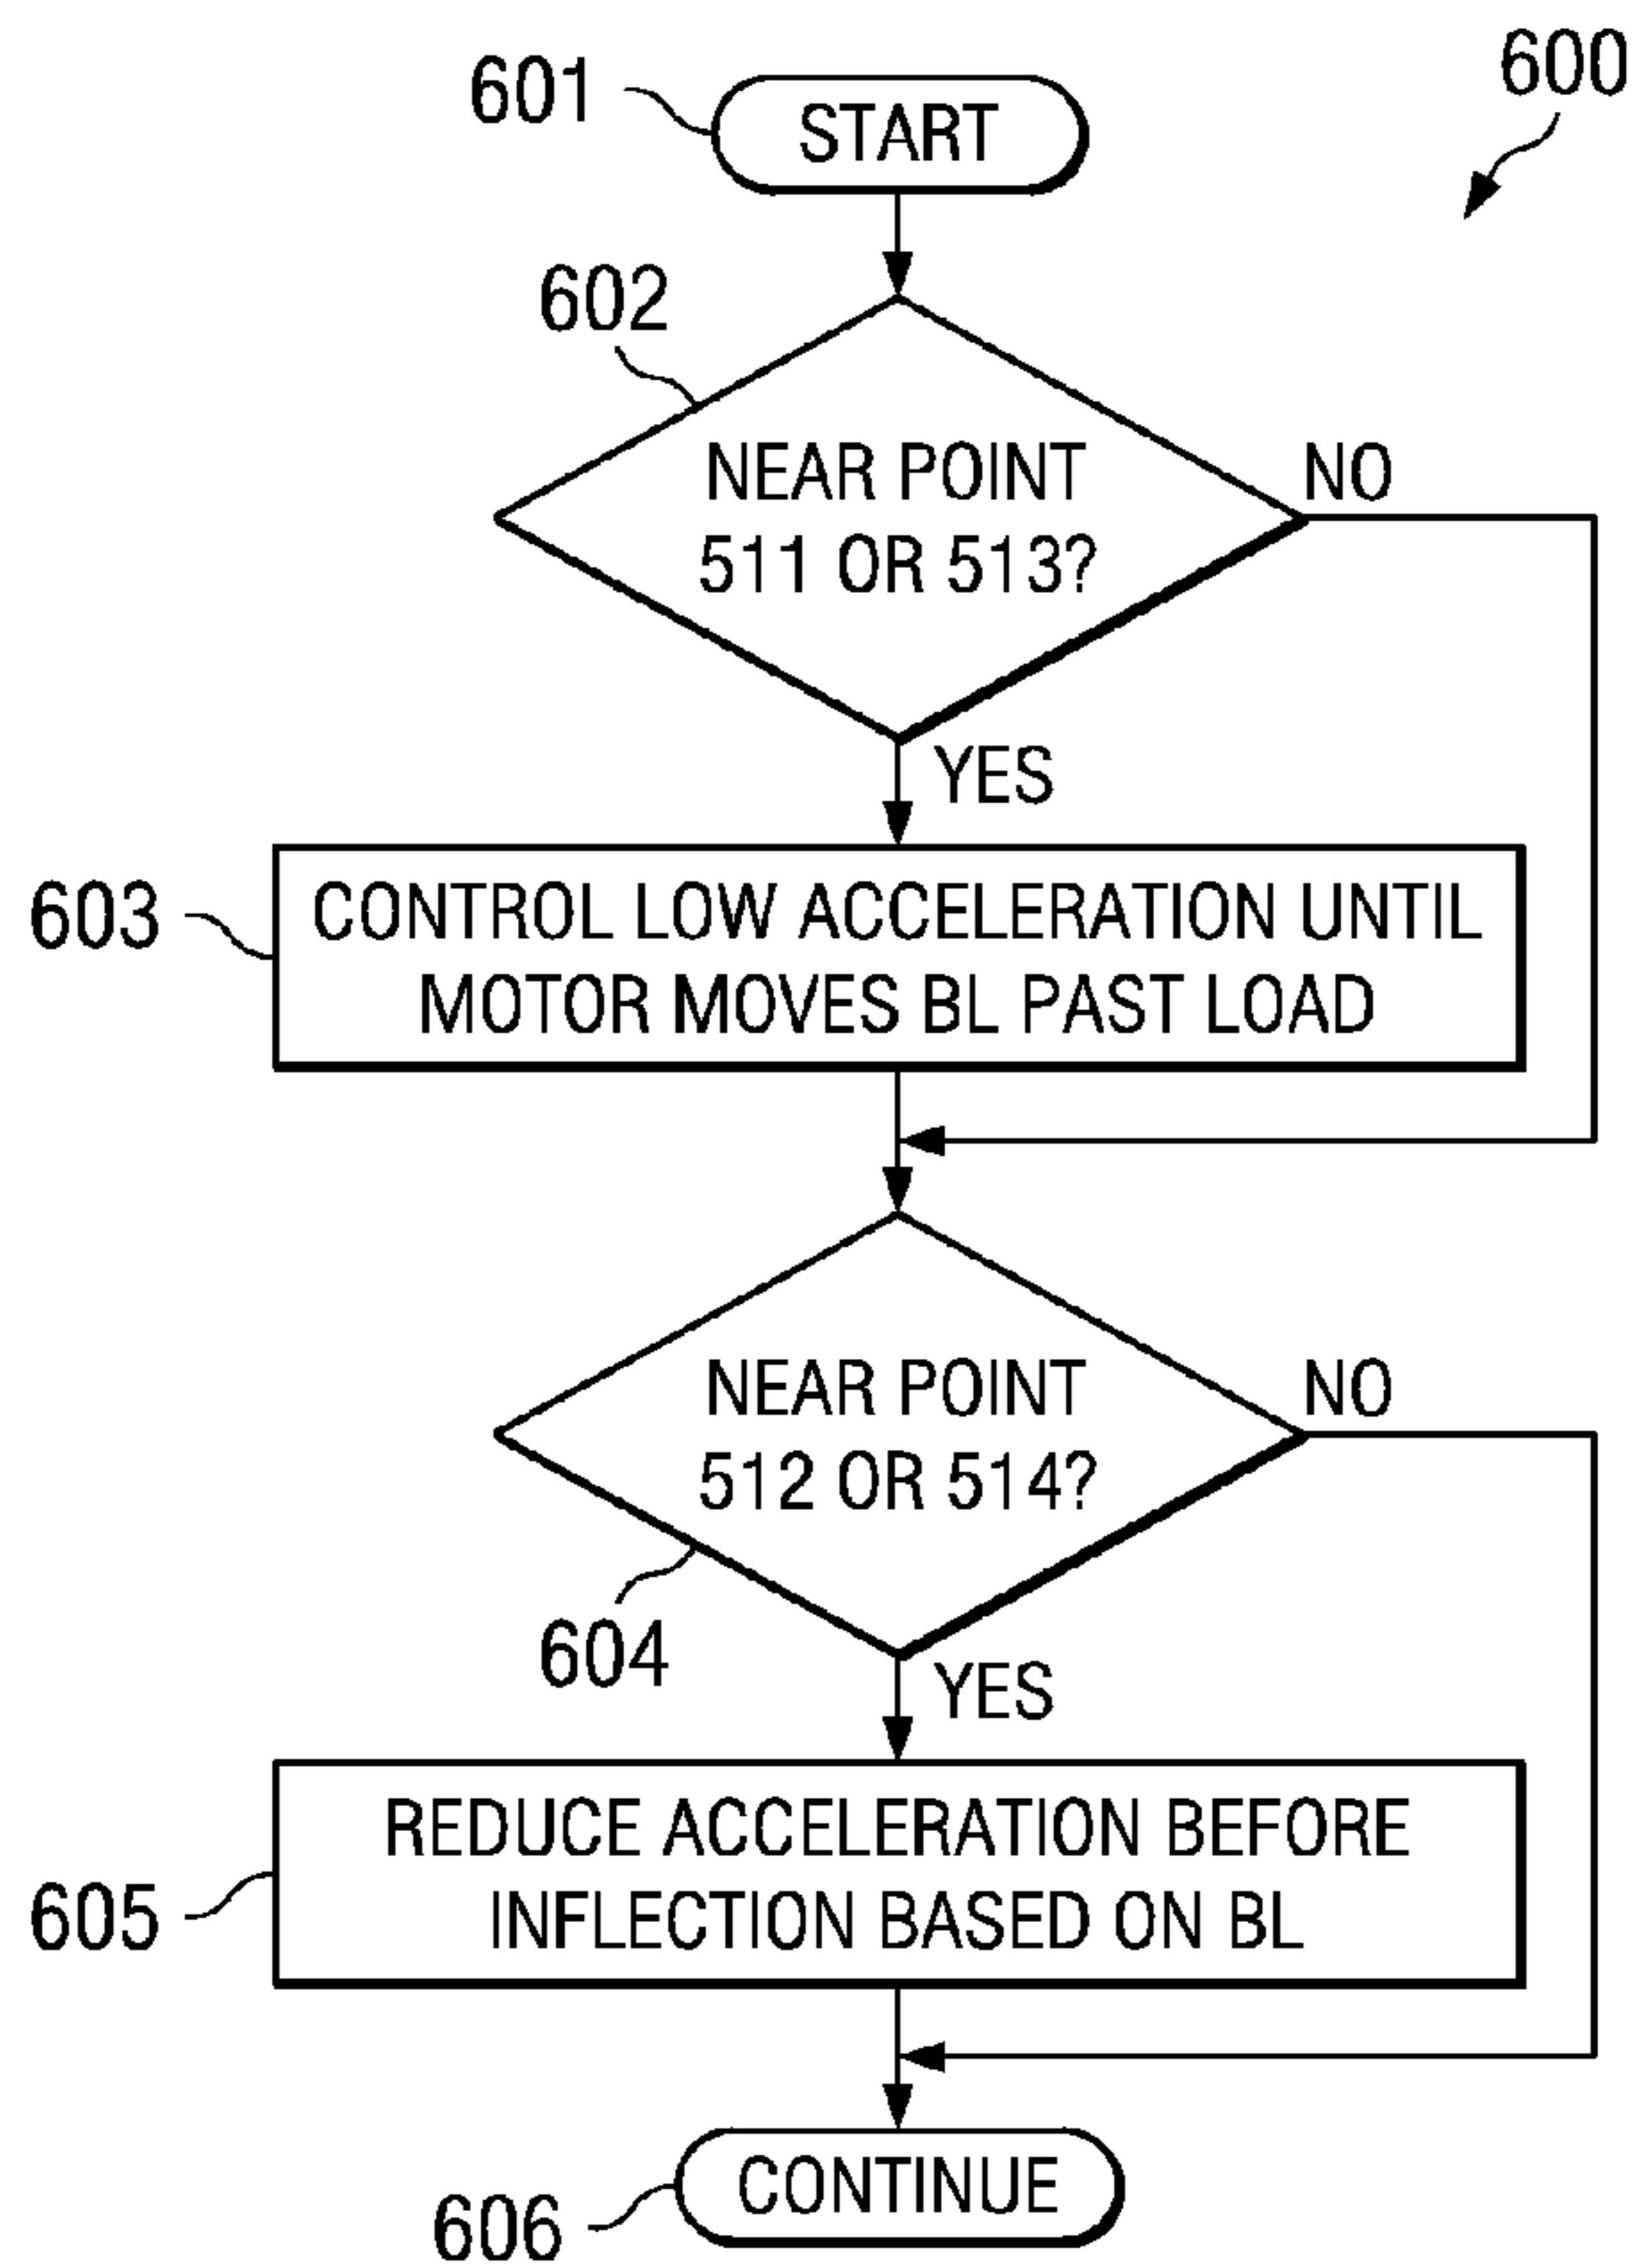 600
601
START
602
NEAR POINT
511 OR 513?
NO
YES
603
CONTROL LOW ACCELERATION UNTIL
MOTOR MOVES BL PAST LOAD
NEAR POINT
512 OR 514?
NO
604
YES
605
REDUCE ACCELERATION BEFORE
INFLECTION BASED ON BL
606
CONTINUE